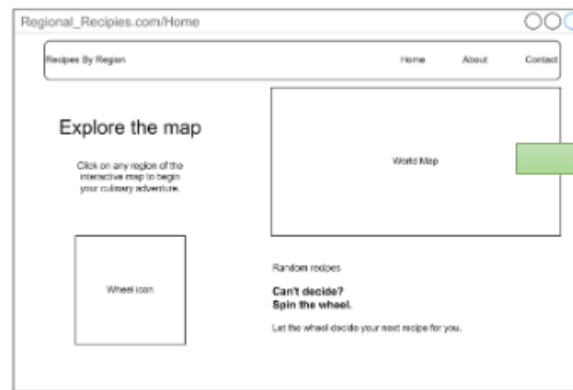 Regional_Recipies.com/Home
Recipes By Region Home About Contact
Explore the map
Click on any region of the
interactive map to begin
your culinary adventure.
World Map
Wheel icon
Random recipes
Can't decide?
Spin the wheel.
Let the wheel decide your next recipe for you.